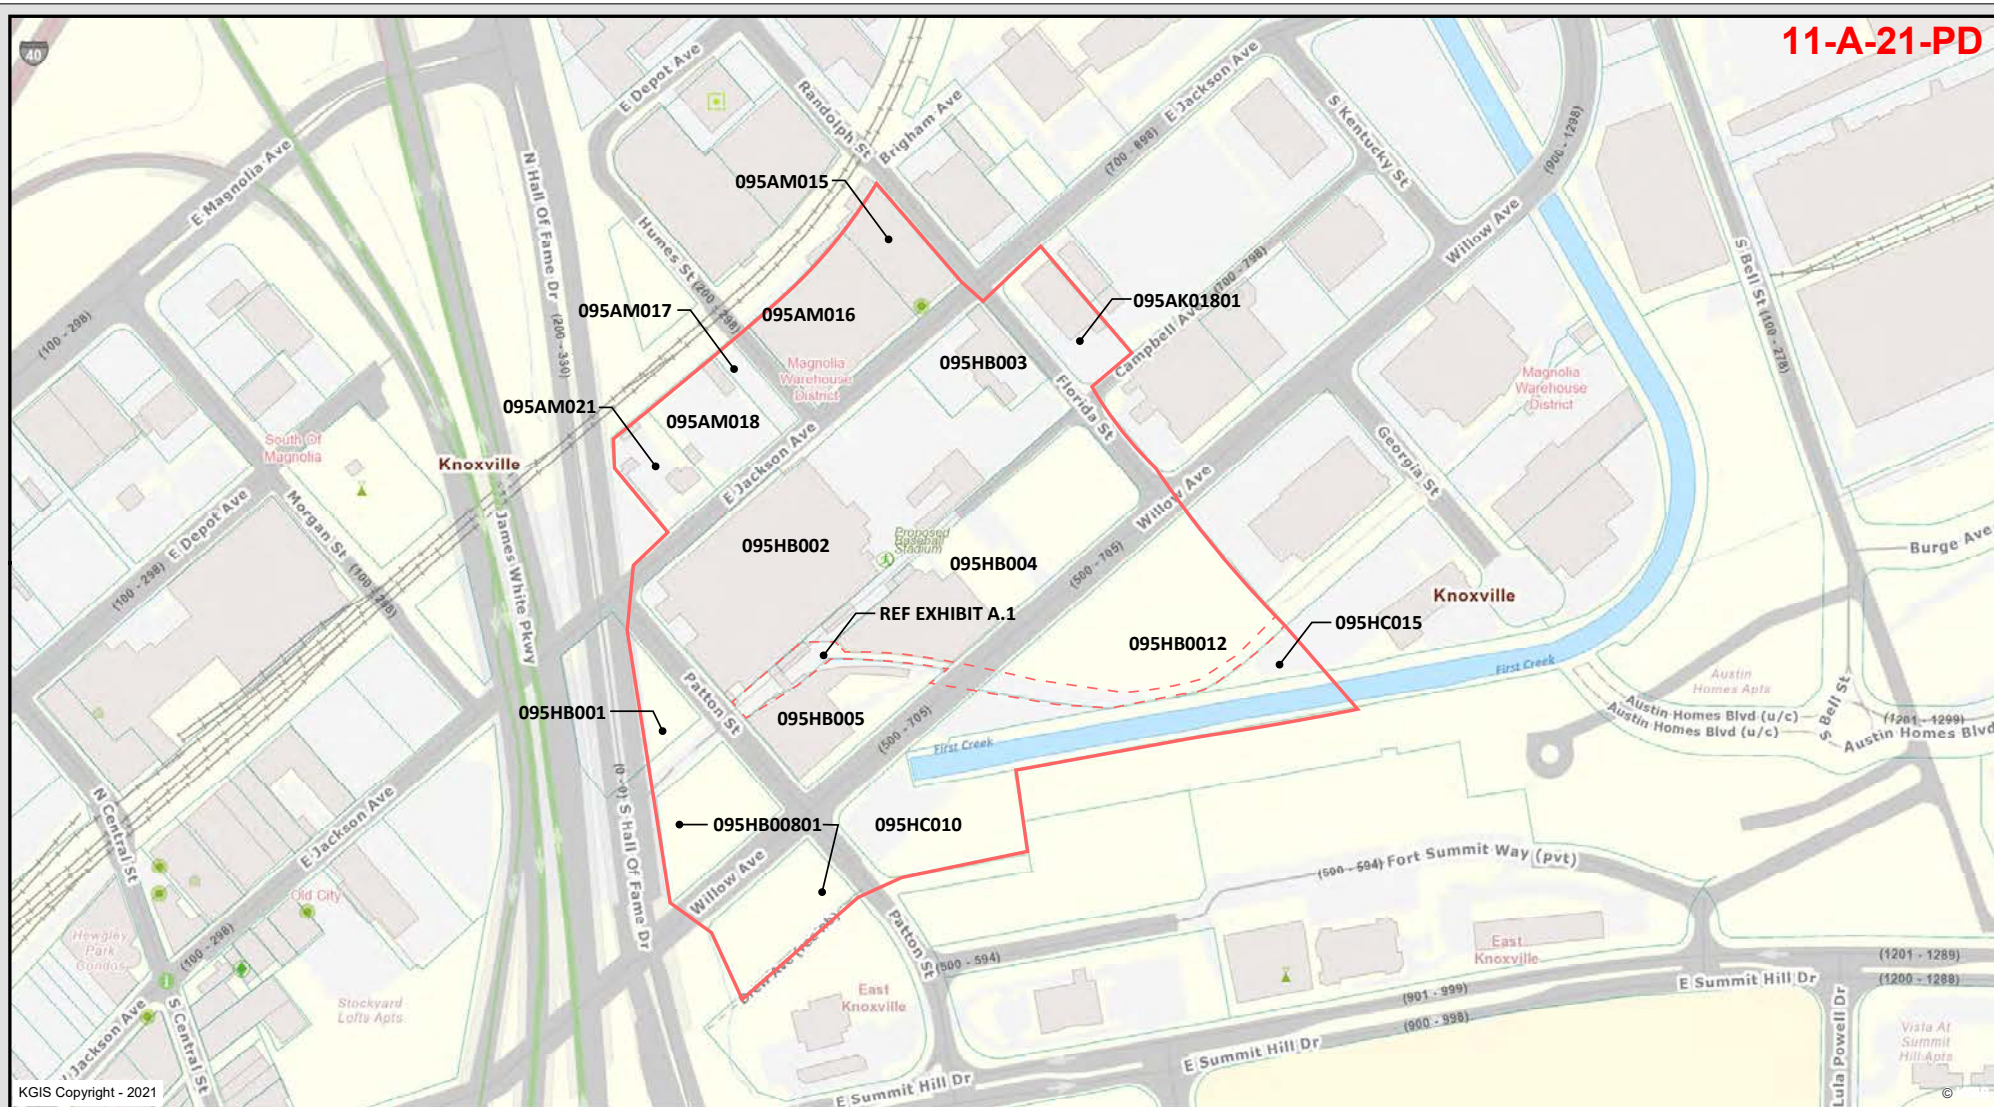 11-A-21-PD
40
E Depot Ave
Randolph St
Brigham Ave
E Jackson Ave
(700 - 898)
S Kentucky St
(900 - 1298)
E Magnolia Ave
N Hall Of Fame Dr
(200 - 330)
095AM015
Humes St
(200 - 298)
Willow Ave
S Bell St
(100 - 278)
095AM017
095AM016
095AK01801
(700 - 798)
Campbell Ave
(100 - 298)
Magnolia
Warehouse
District
095HB003
Florida St
Magnolia
Warehouse
District
095AM021
095AM018
E Jackson Ave
South Of
Magnolia
Knoxville
Georgia St
Willow Ave
E Depot Ave
(100 - 298)
Morgan St
(100 - 298)
James White Pkwy
095HB002
Proposed
Baseball
Stadium
095HB004
(500 - 705)
Burge Ave
Knoxville
REF EXHIBIT A.1
095HB0012
095HC015
First Creek
Austin
Homes Apts
Patton St
095HB001
095HB005
(500 - 705)
First Creek
Austin Homes Blvd (u/c)
Austin Homes Blvd (u/c)
S Bell St
(1201 - 1299)
Austin Homes Blvd
(0 - 0)
S Hall Of Fame Dr
N Central St
E Jackson Ave
095HB00801
095HC010
Willow Ave
(500 - 594)
Fort Summit Way (pvt)
Old City
(100 - 298)
Hewgley
Park
Condos
Patton St
(500 - 594)
East
Knoxville
East
Knoxville
Stockyard
Lofts Apts
Jackson Ave
S Central St
(901 - 999)
(900 - 998)
E Summit Hill Dr
(1201 - 1289)
(1200 - 1288)
E Summit Hill Dr
E Summit Hill Dr
Lula Powell Dr
Vista At
Summit
Hill Apts
KGIS Copyright - 2021
©